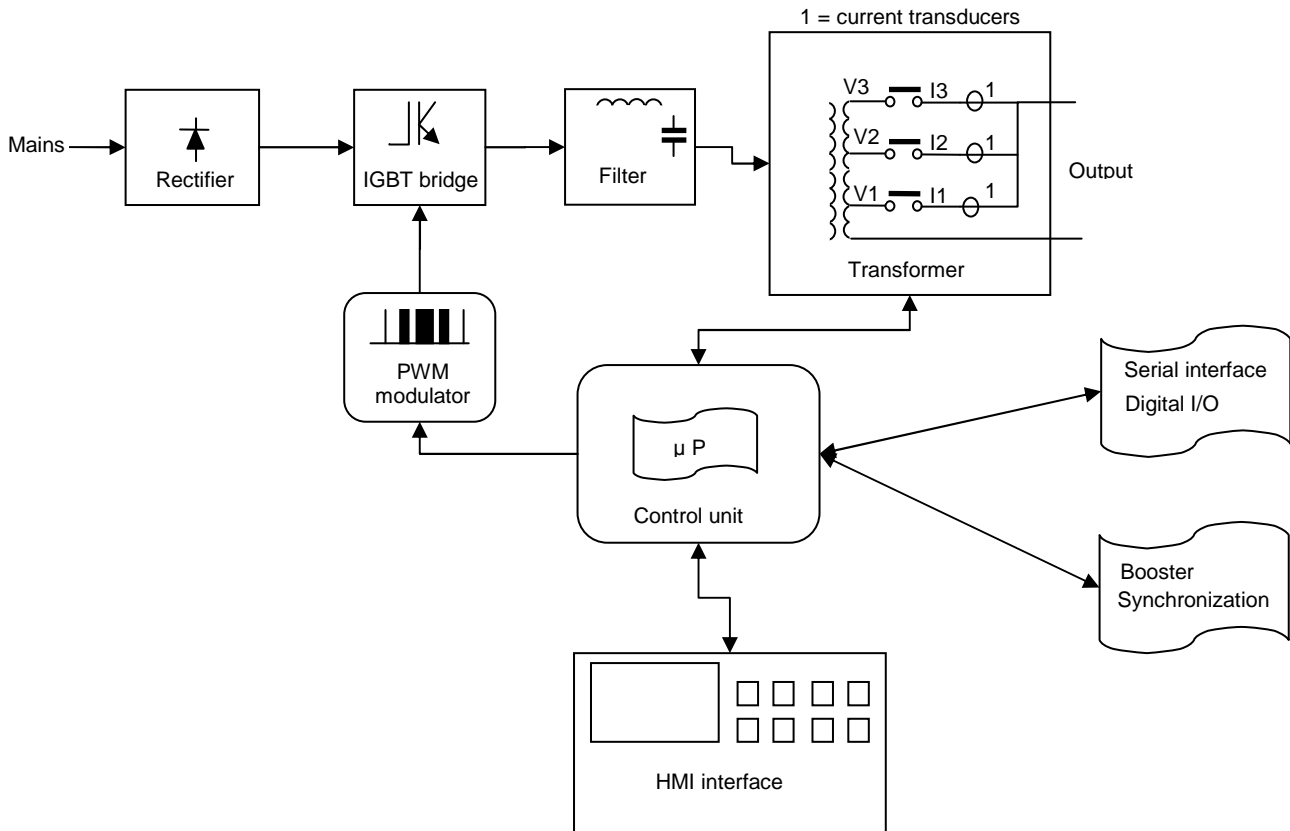 1 = current transducers
V3 I3 1
V2 I2 1
V1 I1 1
Mains
Output
Rectifier
IGBT bridge
Filter
Transformer
PWM
modulator
Serial interface
Digital I/O
µ P
Control unit
Booster
Synchronization
HMI interface